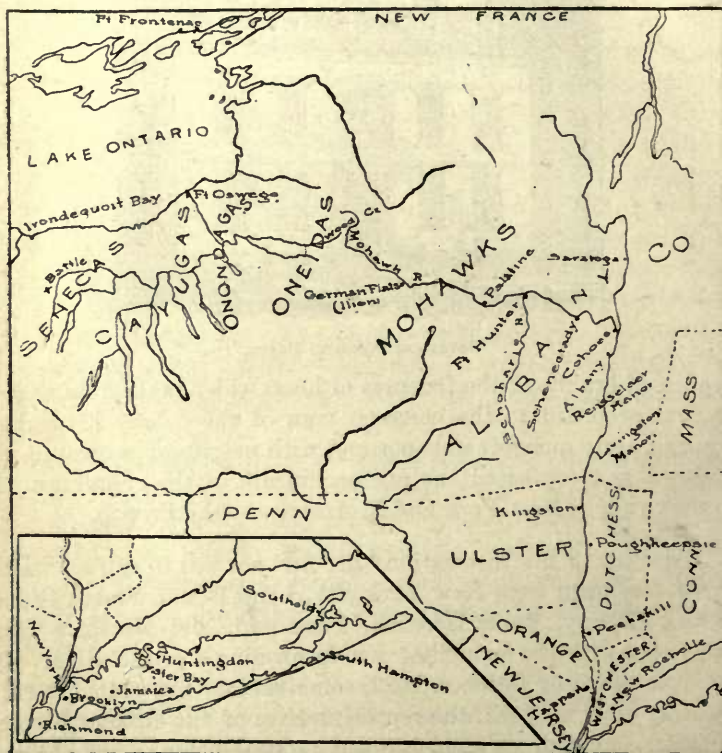 Ft Frontenac
NEW FRANCE
LAKE ONTARIO
Irondequoit Bay
Ft Oswego
Battle
SENECAS
CAYUGAS
ONONDAGAS
ONEIDAS
Wood Cr
Mohawk R
German Flats
(Ilion)
MOHAWKS
Palatine
Saratoga
ALBANY CO
Ft Hunter
Schoharie R
Schenectady
Cohoes
Albany
Rensselaer
Manor
Livingston
Manor
MASS
PENN
Kingston
ULSTER
DUTCHESS
Poughkeepsie
CONN
ORANGE
Peekskill
NEW JERSEY
WESTCHESTER
New Rochelle
Southold
Huntingdon
Oyster Bay
South Hampton
New York
Jamaica
Brooklyn
Richmond